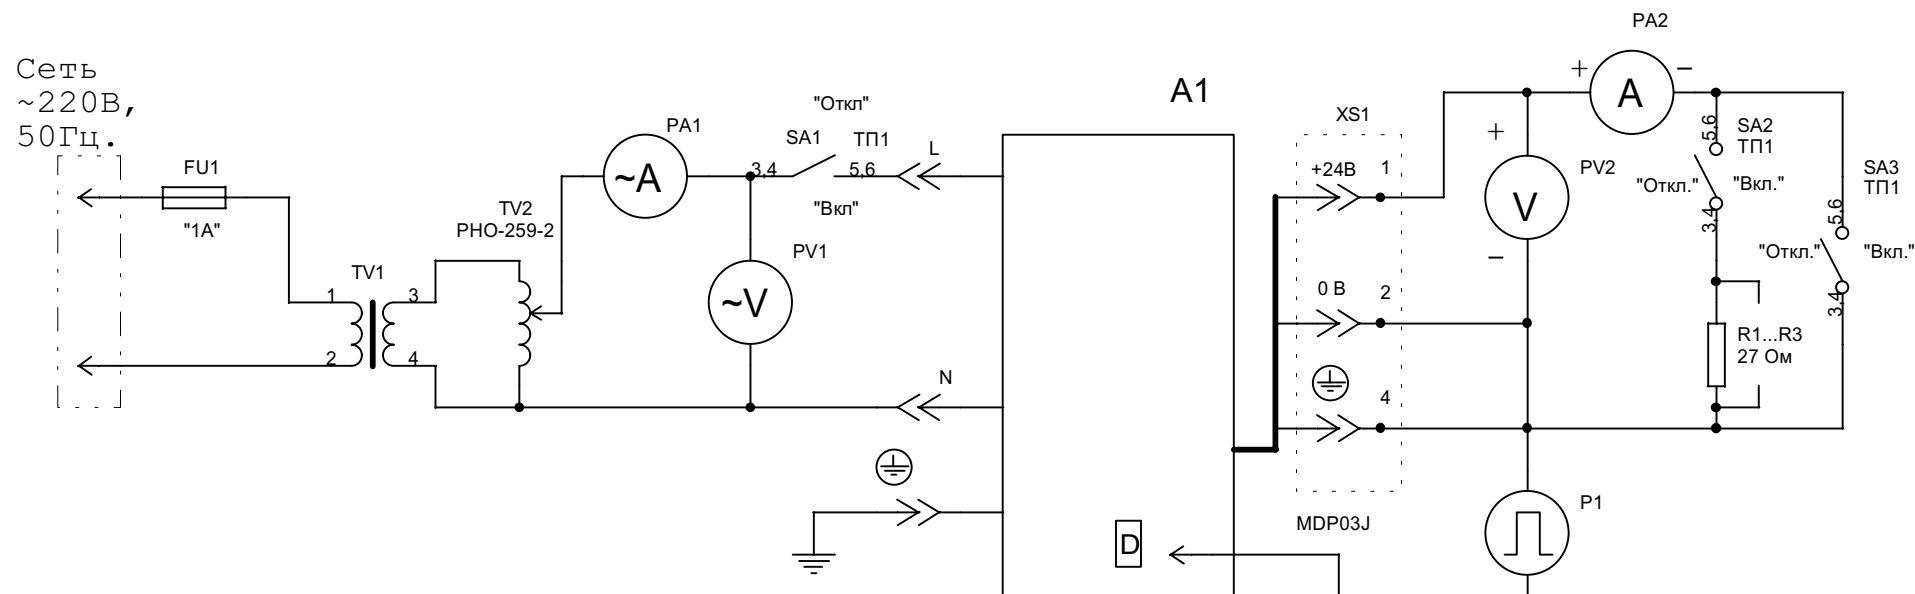 Сеть
~220В,
50Гц.
FU1
"1А"
TV1
1
2
3
4
TV2
РНО-259-2
PA1
~A
PV1
~V
"Откл"
SA1
ТП1
3,4
5,6
"Вкл"
L
N
A1
D
XS1
+24В
1
0 В
2
4
MDP03J
PA2
+
A
–
+
PV2
V
–
5,6
SA2
ТП1
"Откл."
"Вкл."
3,4
R1...R3
27 Ом
SA3
ТП1
5,6
"Откл."
"Вкл."
3,4
P1